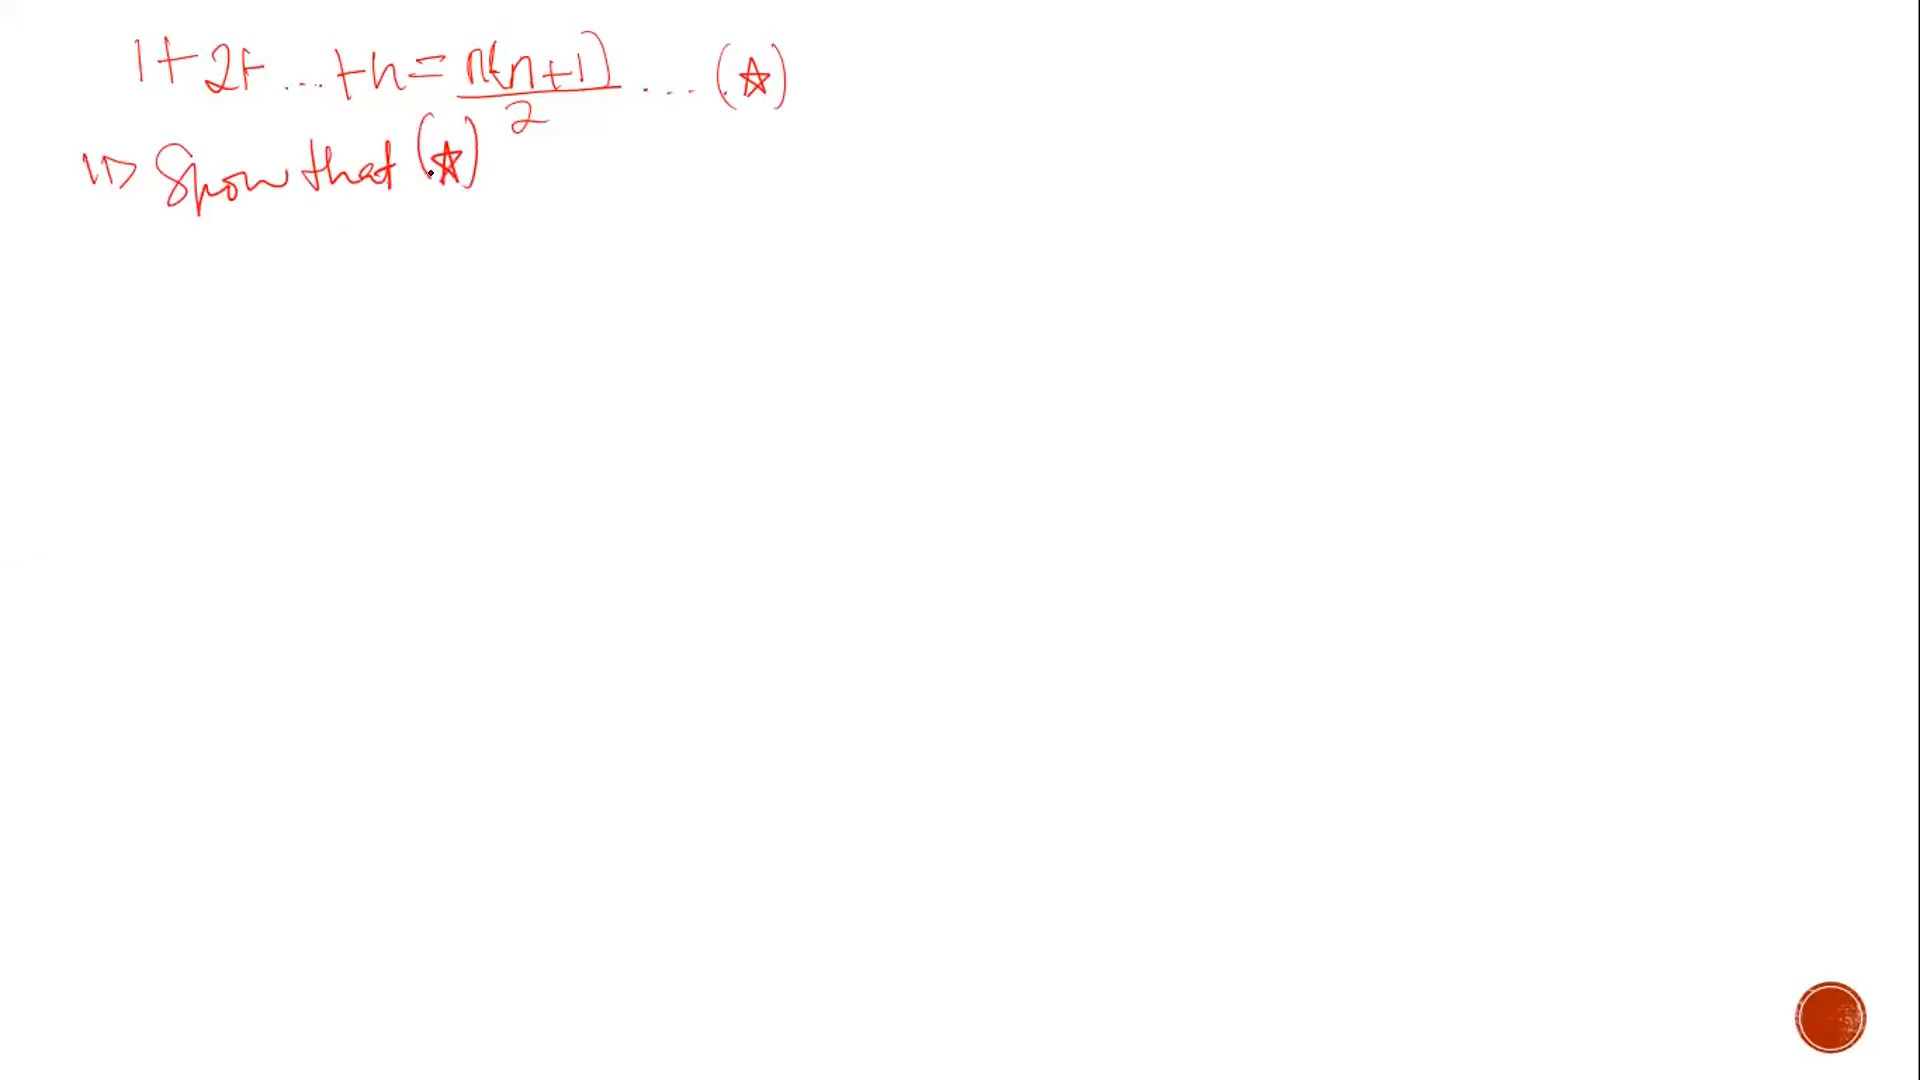 1+2+ ... +n = n(n+1)/2 .... (☆)
1▷ Show that (☆)